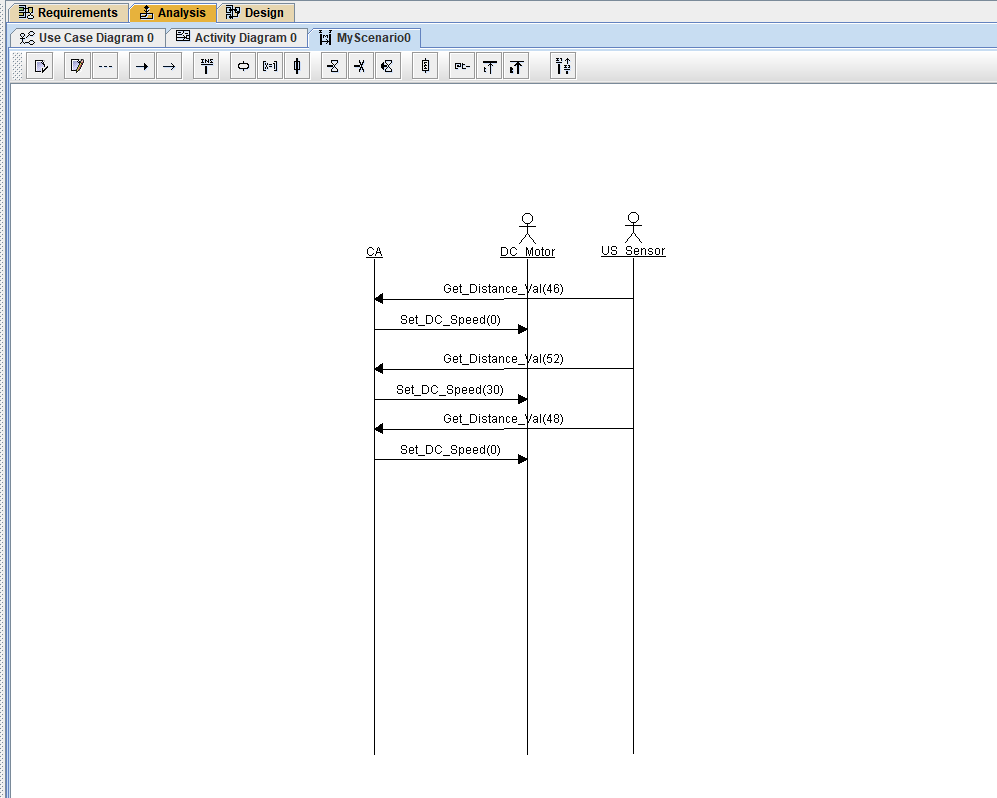 Requirements Analysis Design
Use Case Diagram 0 Activity Diagram 0 MyScenario0
INS
[x=]
CA DC_Motor US_Sensor
Get_Distance_Val(46)
Set_DC_Speed(0)
Get_Distance_Val(52)
Set_DC_Speed(30)
Get_Distance_Val(48)
Set_DC_Speed(0)